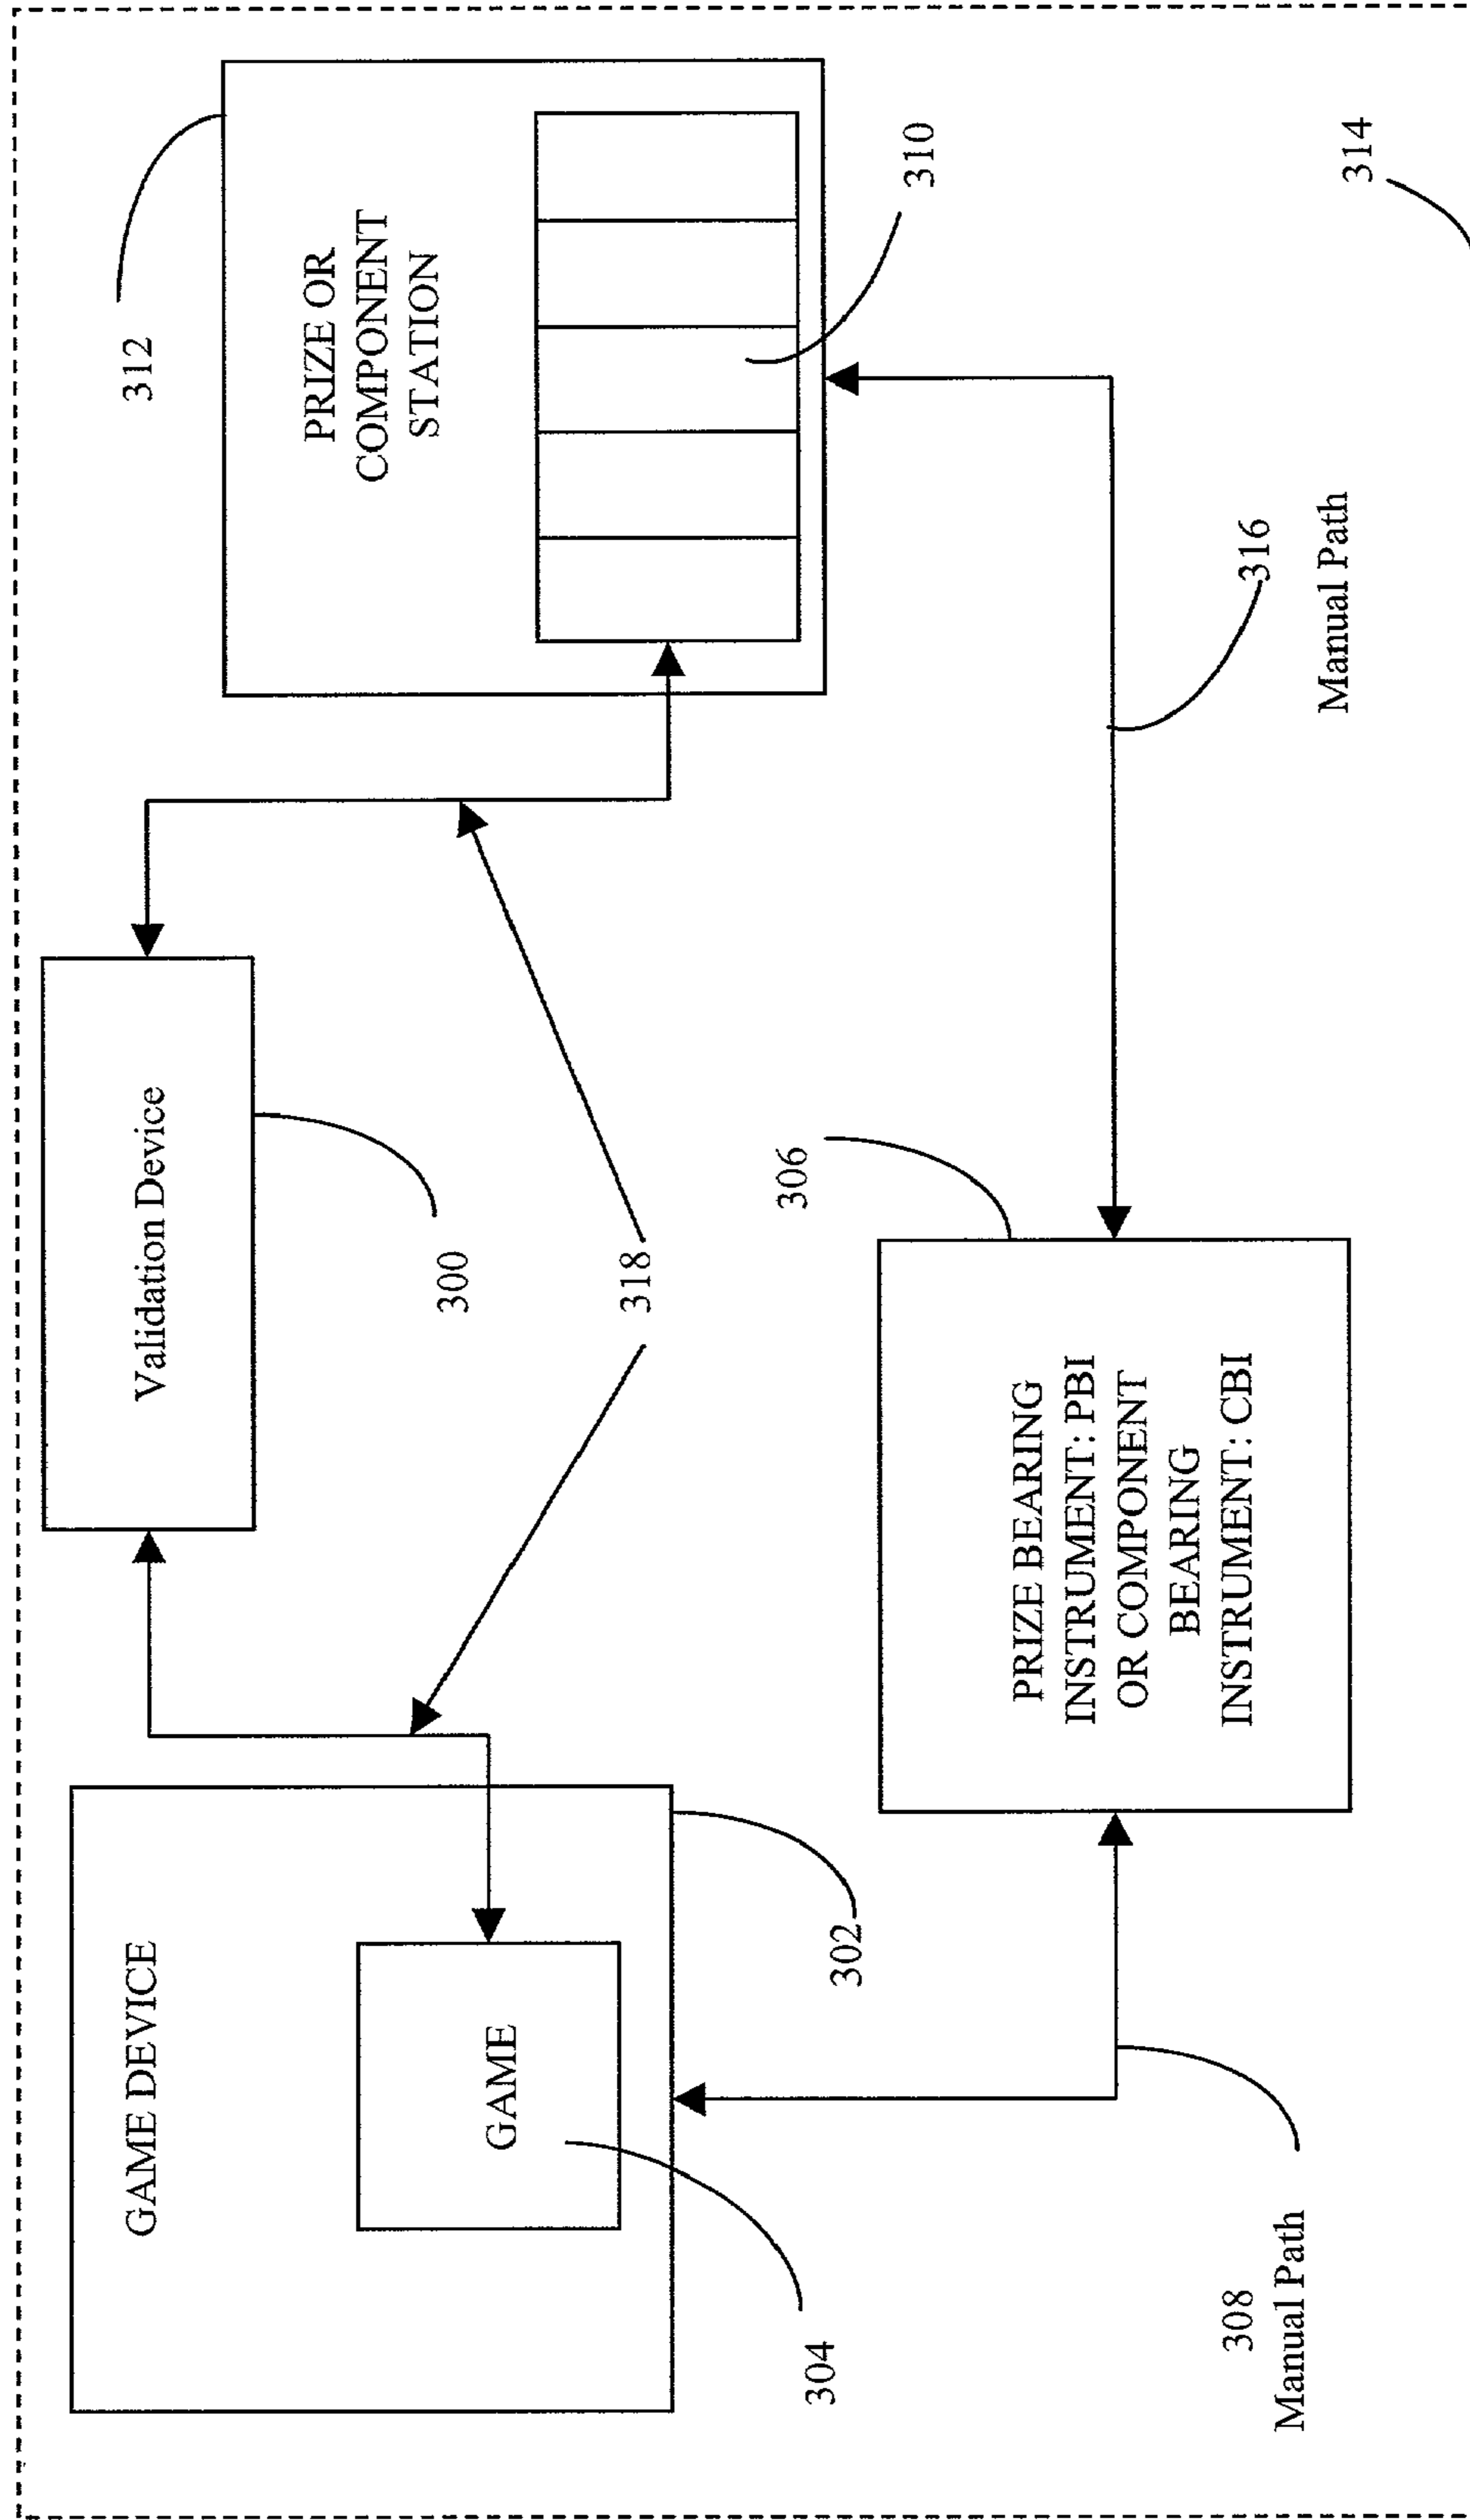 GAME DEVICE
GAME
304
302
Validation Device
300
318
PRIZE OR
COMPONENT
STATION
312
310
306
PRIZE BEARING
INSTRUMENT: PBI
OR COMPONENT
BEARING
INSTRUMENT: CBI
308
Manual Path
316
Manual Path
314